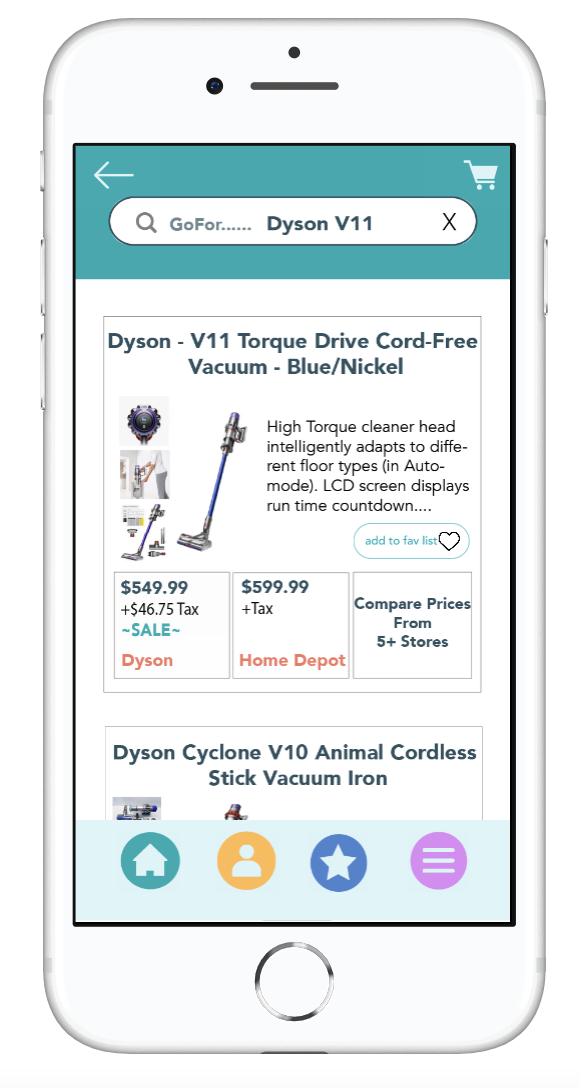 GoFor...... Dyson V11 X
Dyson - V11 Torque Drive Cord-Free
Vacuum - Blue/Nickel
High Torque cleaner head
intelligently adapts to diffe-
rent floor types (in Auto-
mode). LCD screen displays
run time countdown....
add to fav list
$549.99
+$46.75 Tax
~SALE~
Dyson
$599.99
+Tax
Home Depot
Compare Prices
From
5+ Stores
Dyson Cyclone V10 Animal Cordless
Stick Vacuum Iron